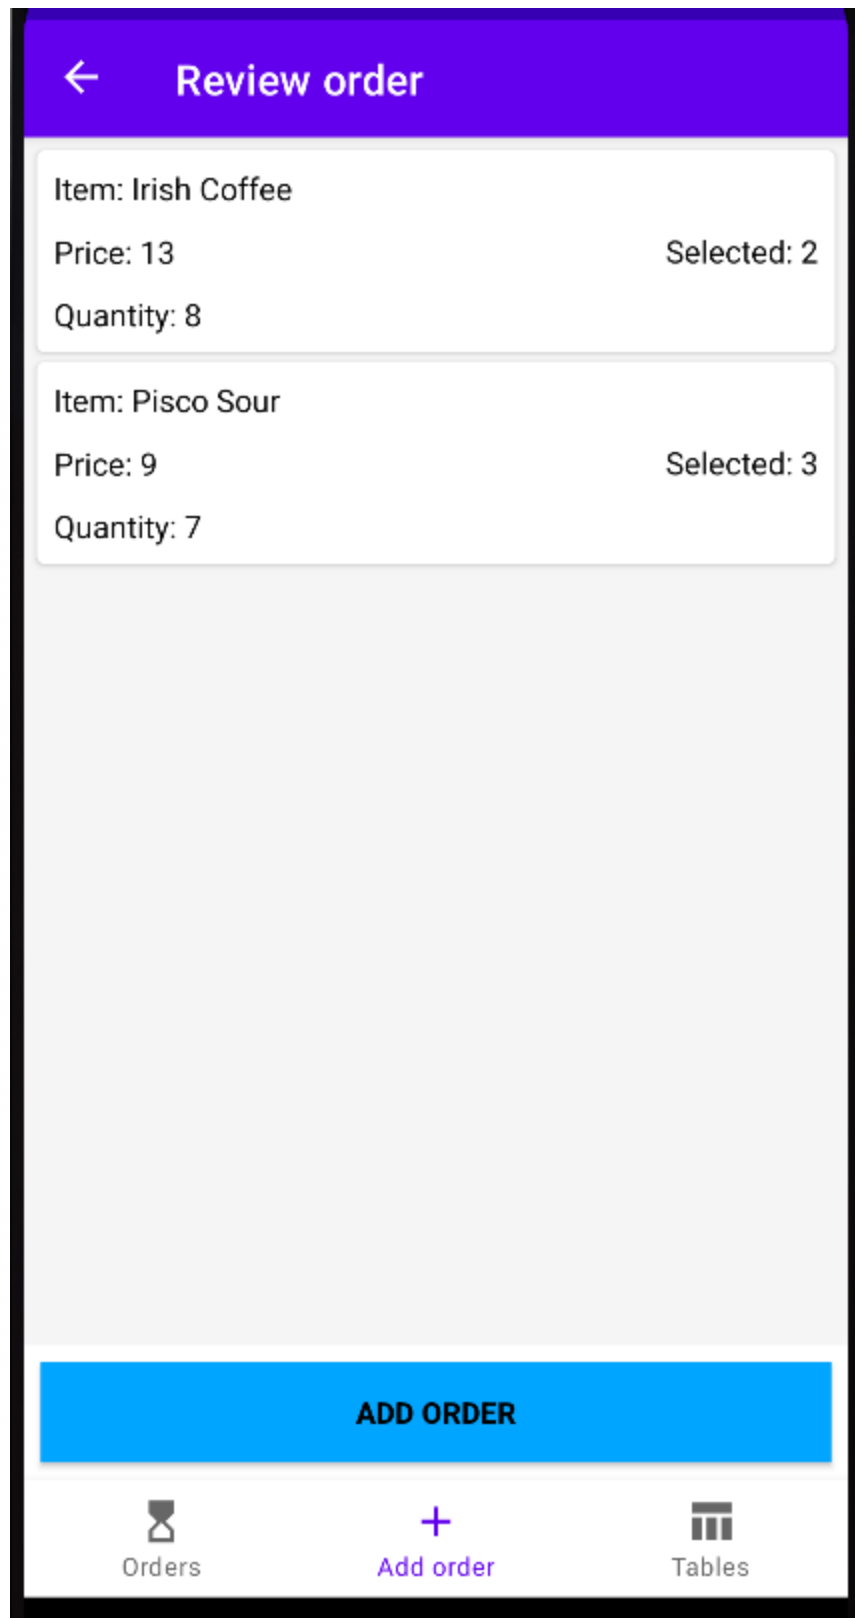 Review order
Item: Irish Coffee
Price: 13
Selected: 2
Quantity: 8
Item: Pisco Sour
Price: 9
Selected: 3
Quantity: 7
ADD ORDER
Orders
Add order
Tables